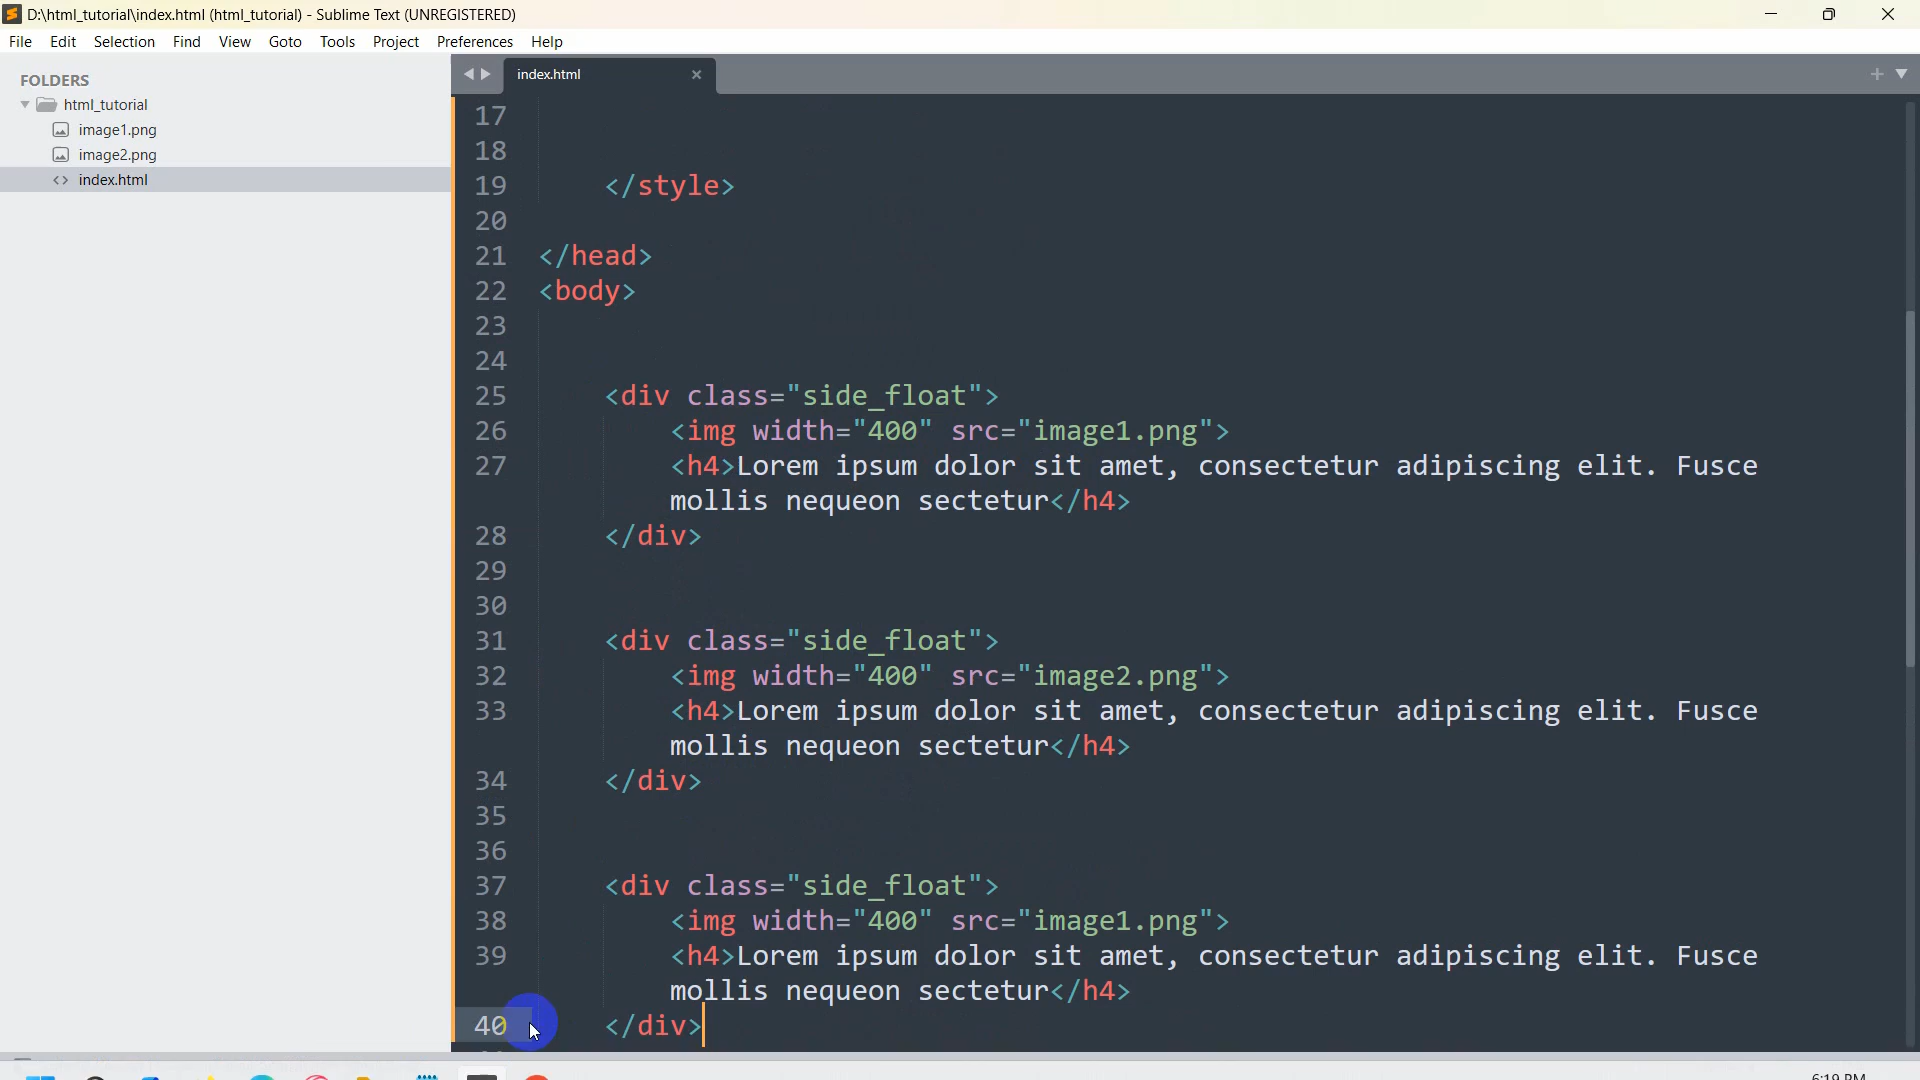 D:\html_tutorial\index.html (html_tutorial) - Sublime Text (UNREGISTERED)
File Edit Selection Find View Goto Tools Project Preferences Help
FOLDERS
html_tutorial
image1.png
image2.png
index.html
index.html
17
18
19 </style>
20
21 </head>
22 <body>
23
24
25 <div class="side_float">
26 <img width="400" src="image1.png">
27 <h4>Lorem ipsum dolor sit amet, consectetur adipiscing elit. Fusce
mollis nequeon sectetur</h4>
28 </div>
29
30
31 <div class="side_float">
32 <img width="400" src="image2.png">
33 <h4>Lorem ipsum dolor sit amet, consectetur adipiscing elit. Fusce
mollis nequeon sectetur</h4>
34 </div>
35
36
37 <div class="side_float">
38 <img width="400" src="image1.png">
39 <h4>Lorem ipsum dolor sit amet, consectetur adipiscing elit. Fusce
mollis nequeon sectetur</h4>
40 </div>
6:19 PM